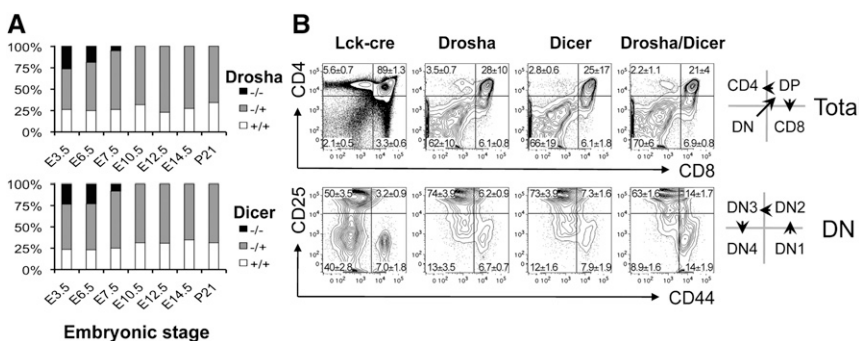 A
100%
75%
50%
25%
0%
E3.5
E6.5
E7.5
E10.5
E12.5
E14.5
P21
Drosha
-/-
-/+
+/+
100%
75%
50%
25%
0%
E3.5
E6.5
E7.5
E10.5
E12.5
E14.5
P21
Dicer
-/-
-/+
+/+
Embryonic stage
B
Lck-cre Drosha Dicer Drosha/Dicer
CD4
5.6±0.7 89±1.3 3.5±0.7 28±10 2.8±0.6 25±17 2.2±1.1 21±4
2.1±0.5 3.3±0.6 62±10 6.1±0.8 66±19 6.1±1.8 70±6 6.9±0.8
CD8
CD4 DP
DN CD8
Tota
CD25
50±3.5 3.2±0.9 74±3.9 6.2±0.9 73±3.9 7.3±1.6 63±1.6 14±1.7
40±2.8 7.0±1.8 13±3.5 6.7±0.7 12±1.6 7.9±1.9 8.9±1.6 14±1.9
CD44
DN3 DN2
DN4 DN1
DN